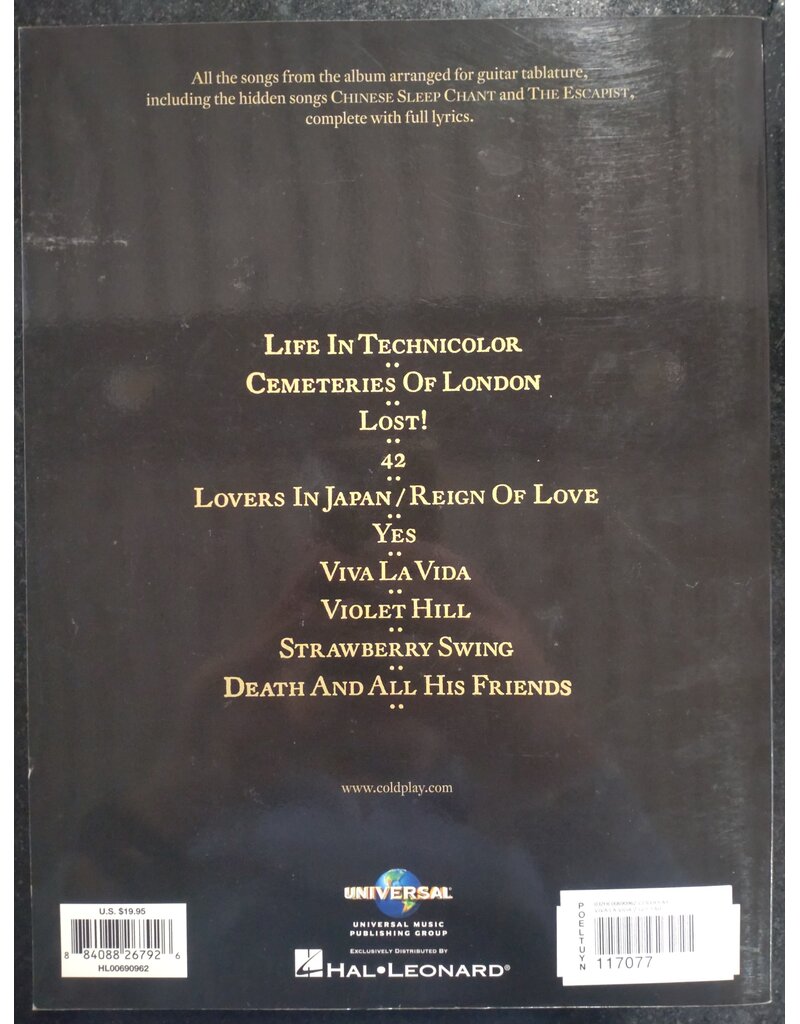 All the songs from the album arranged for guitar tablature,
including the hidden songs CHINESE SLEEP CHANT and THE ESCAPIST,
complete with full lyrics.
LIFE IN TECHNICOLOR
CEMETERIES OF LONDON
LOST!
42
LOVERS IN JAPAN / REIGN OF LOVE
YES
VIVA LA VIDA
VIOLET HILL
STRAWBERRY SWING
DEATH AND ALL HIS FRIENDS
www.coldplay.com
UNIVERSAL
UNIVERSAL MUSIC
PUBLISHING GROUP
EXCLUSIVELY DISTRIBUTED BY
HAL•LEONARD®
U.S. $19.95
8 84088 26792 6
HL00690962
POELTUYN
117077